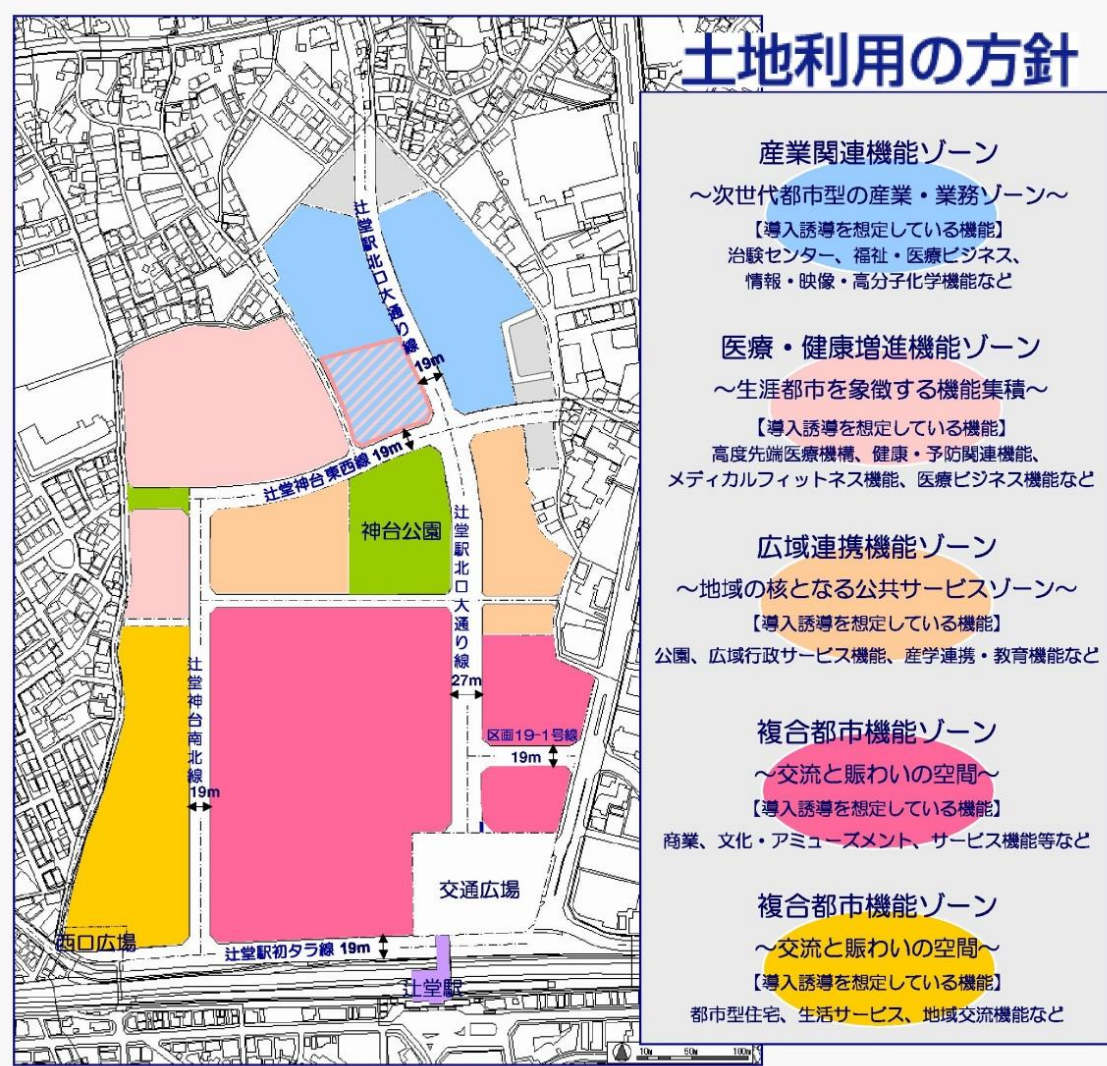 土地利用の方針
産業関連機能ゾーン
～次世代都市型の産業・業務ゾーン～
【導入誘導を想定している機能】
治験センター、福祉・医療ビジネス、
情報・映像・高分子化学機能など
医療・健康増進機能ゾーン
～生涯都市を象徴する機能集積～
【導入誘導を想定している機能】
高度先端医療機構、健康・予防関連機能、
メディカルフィットネス機能、医療ビジネス機能など
広域連携機能ゾーン
～地域の核となる公共サービスゾーン～
【導入誘導を想定している機能】
公園、広域行政サービス機能、産学連携・教育機能など
複合都市機能ゾーン
～交流と賑わいの空間～
【導入誘導を想定している機能】
商業、文化・アミューズメント、サービス機能等など
複合都市機能ゾーン
～交流と賑わいの空間～
【導入誘導を想定している機能】
都市型住宅、生活サービス、地域交流機能など
辻堂駅北口大通り線
19m
辻堂神台東西線 19m
神台公園
辻堂駅北口大通り線
27m
辻堂神台南北線
19m
区画19-1号線
19m
交通広場
西口広場
辻堂駅初タラ線 19m
辻堂駅
10m 50m 100m